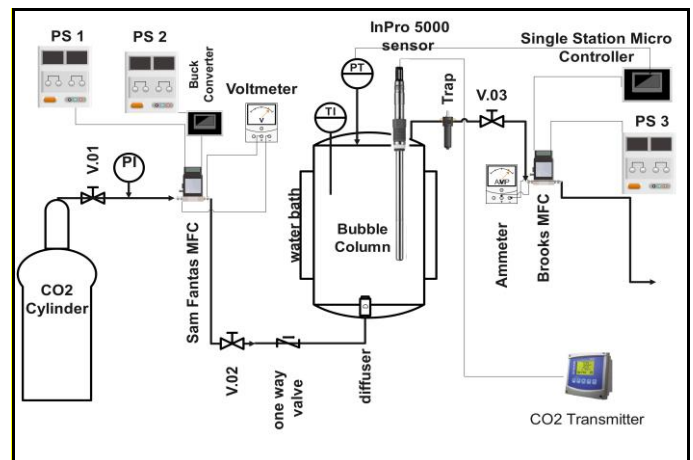 PS 1
PS 2
Buck
Converter
Voltmeter
InPro 5000
sensor
Single Station Micro
Controller
PT
TI
Trap
V.03
PS 3
V
AMP
V.01
PI
Sam Fantas MFC
water bath
Bubble
Column
Ammeter
Brooks MFC
CO2
Cylinder
V.02
one way
valve
diffuser
CO2 Transmitter